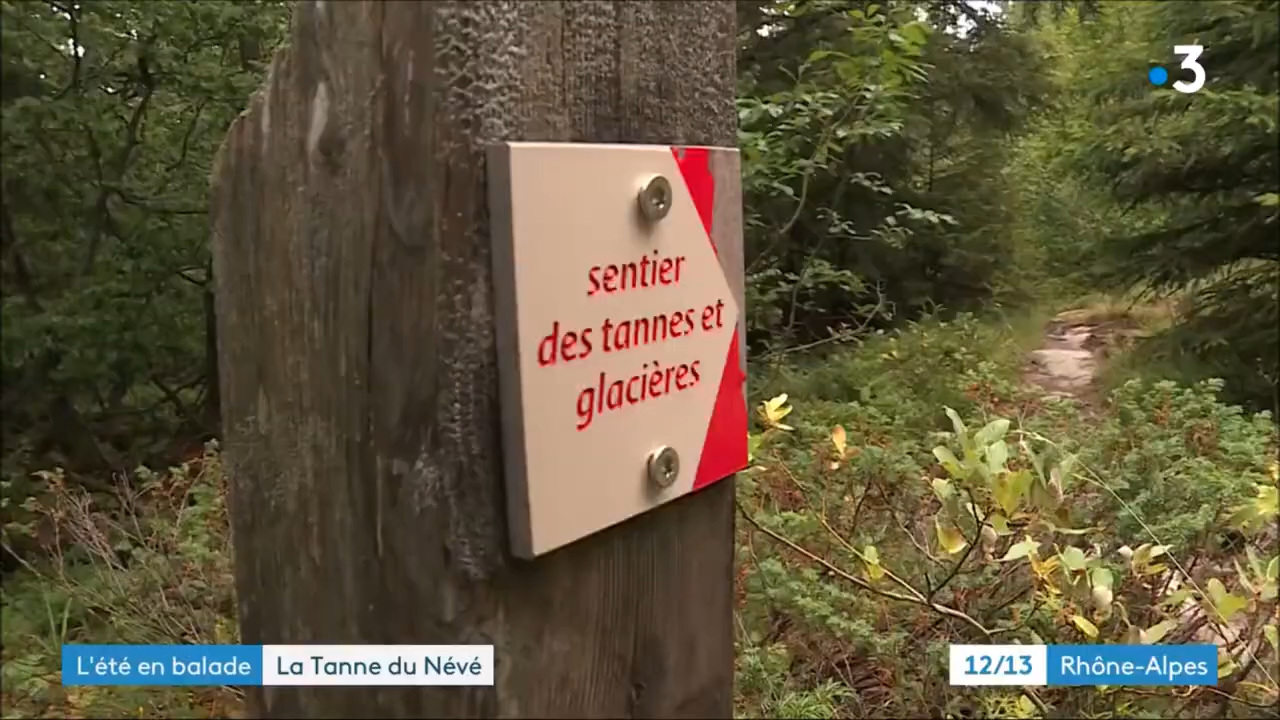 3
sentier
des tannes et
glacières
L'été en balade
La Tanne du Névé
12/13
Rhône-Alpes